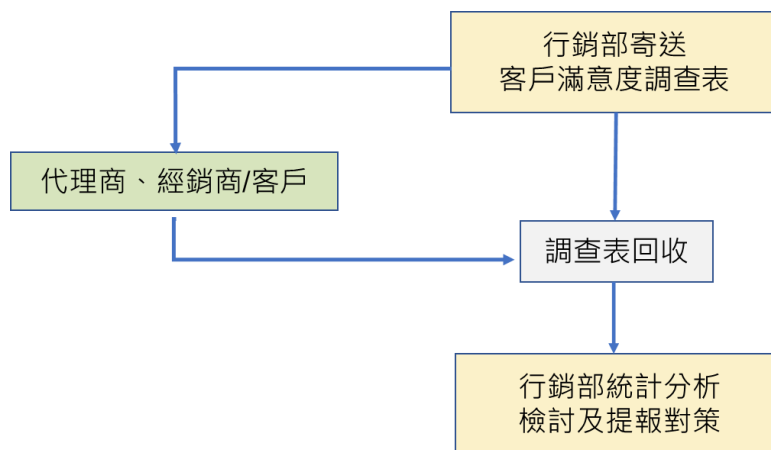 行銷部寄送
客戶滿意度調查表
代理商、經銷商/客戶
調查表回收
行銷部統計分析
檢討及提報對策